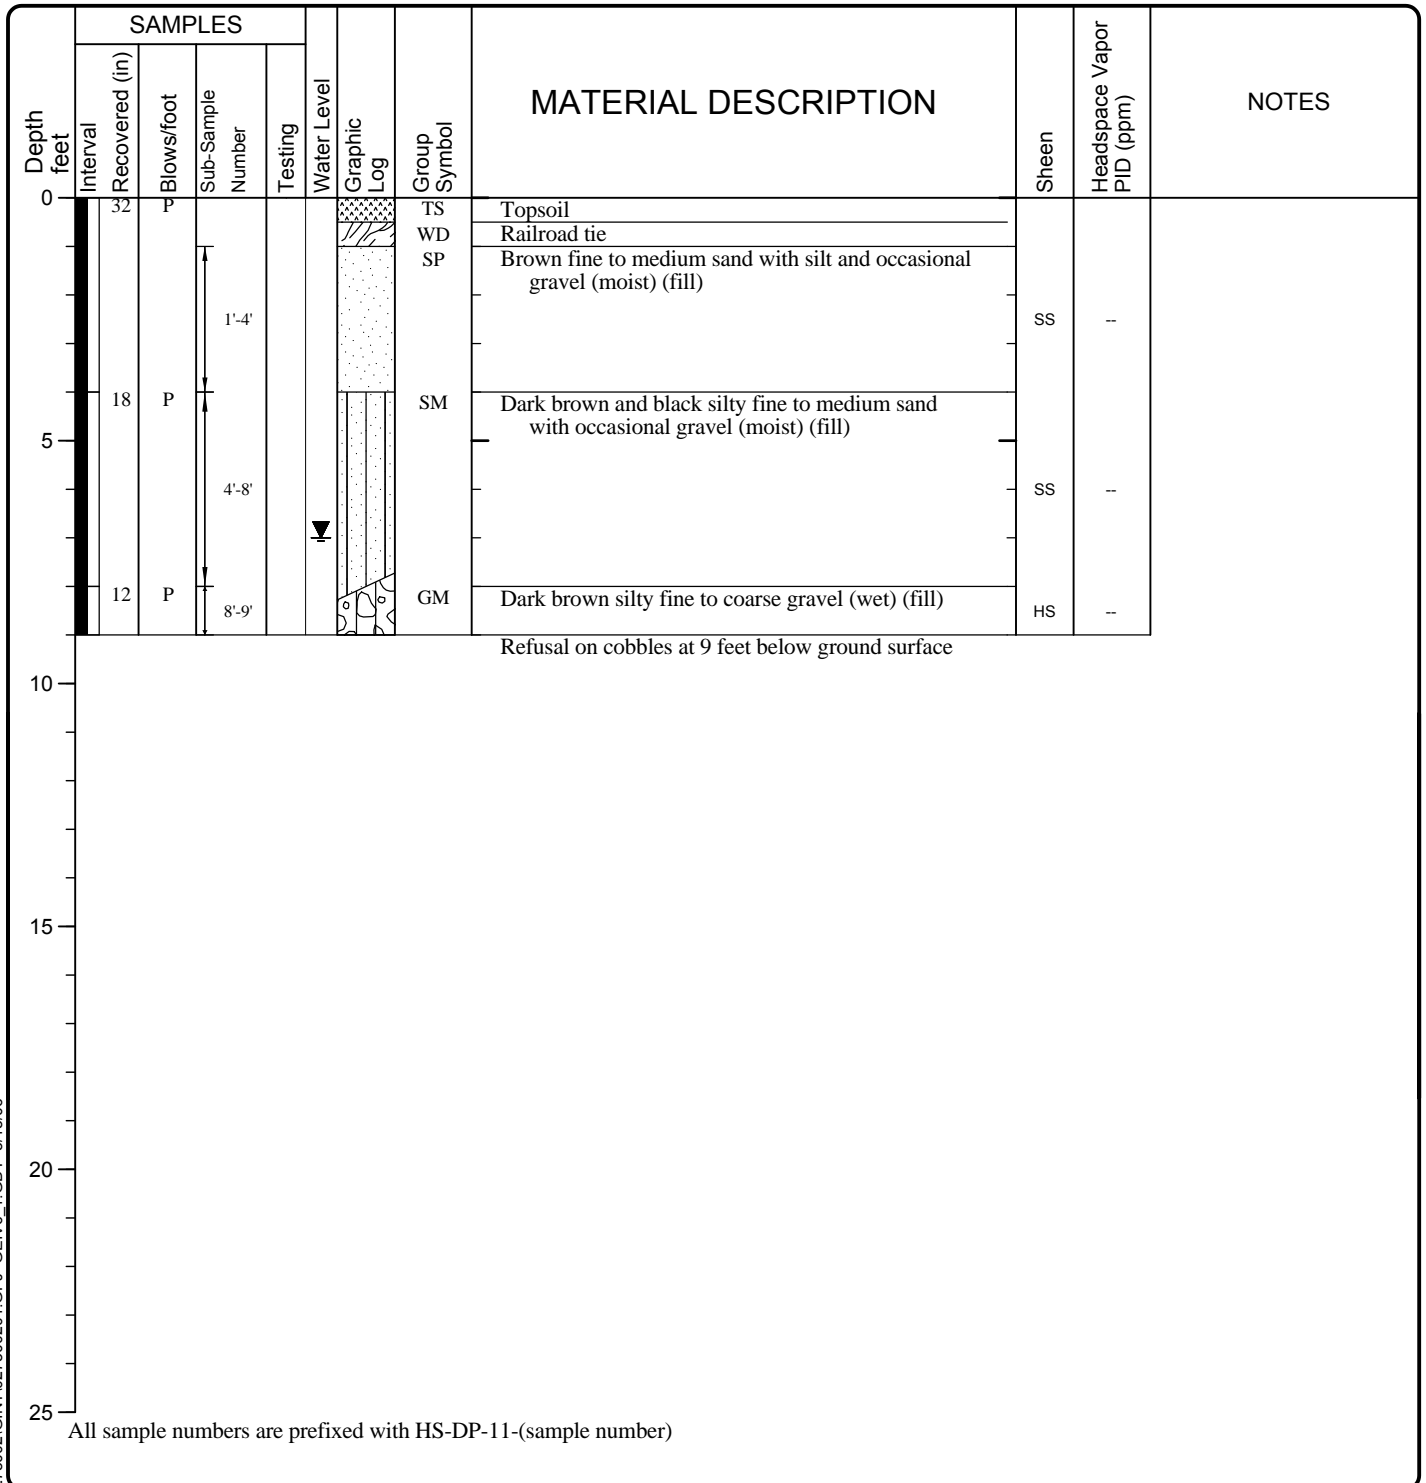 SAMPLES
Depth
feet
Interval
Recovered (in)
Blows/foot
Sub-Sample
Number
Testing
Water Level
Graphic
Log
Group
Symbol
MATERIAL DESCRIPTION
Sheen
Headspace Vapor
PID (ppm)
NOTES
0
32 P TS Topsoil
WD Railroad tie
SP Brown fine to medium sand with silt and occasional
gravel (moist) (fill)
1'-4' SS --
18 P SM Dark brown and black silty fine to medium sand
with occasional gravel (moist) (fill)
5
4'-8' SS --
12 P GM Dark brown silty fine to coarse gravel (wet) (fill)
8'-9' HS --
Refusal on cobbles at 9 feet below ground surface
10
15
20
25
All sample numbers are prefixed with HS-DP-11-(sample number)